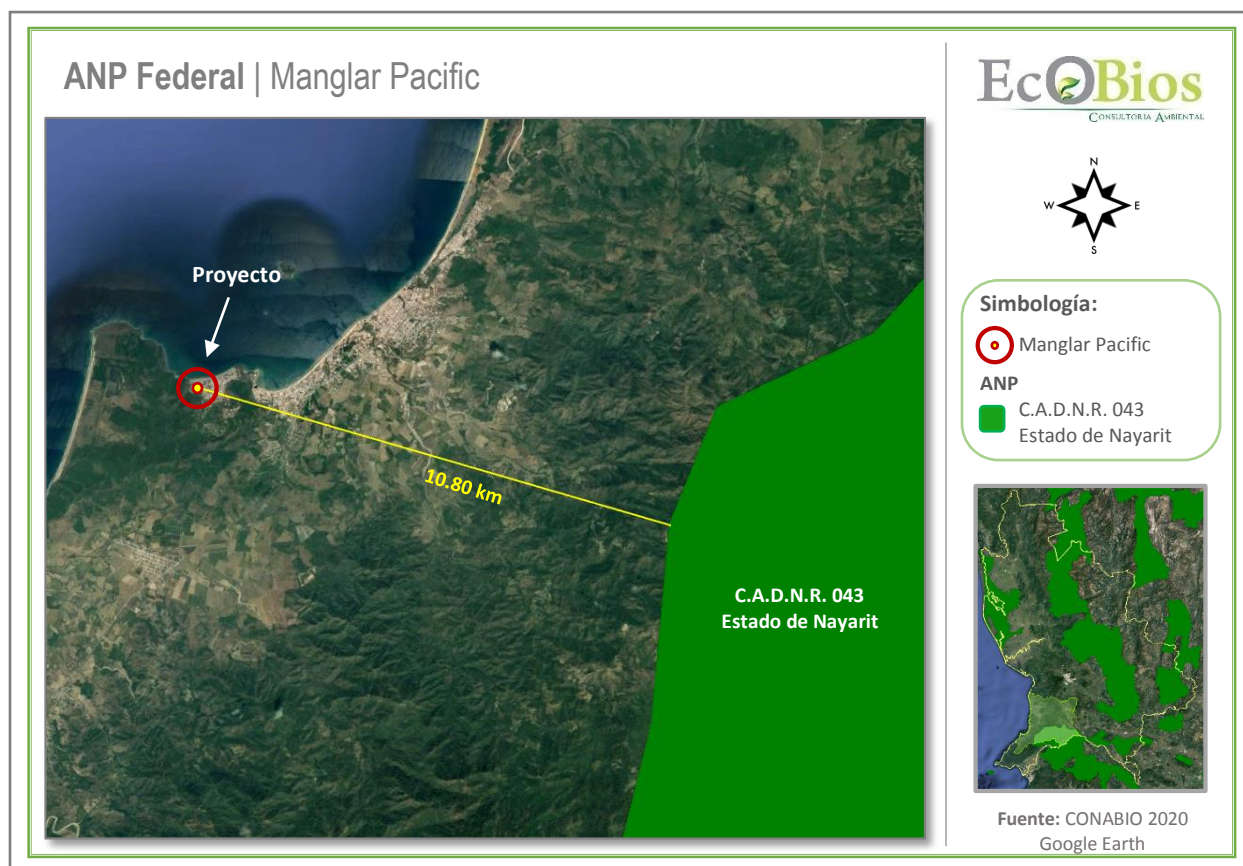 ANP Federal | Manglar Pacific
Proyecto
10.80 km
C.A.D.N.R. 043
Estado de Nayarit
EcOBios
CONSULTORIA AMBIENTAL
N
W E
S
Simbología:
Manglar Pacific
ANP
C.A.D.N.R. 043
Estado de Nayarit
Fuente: CONABIO 2020
Google Earth